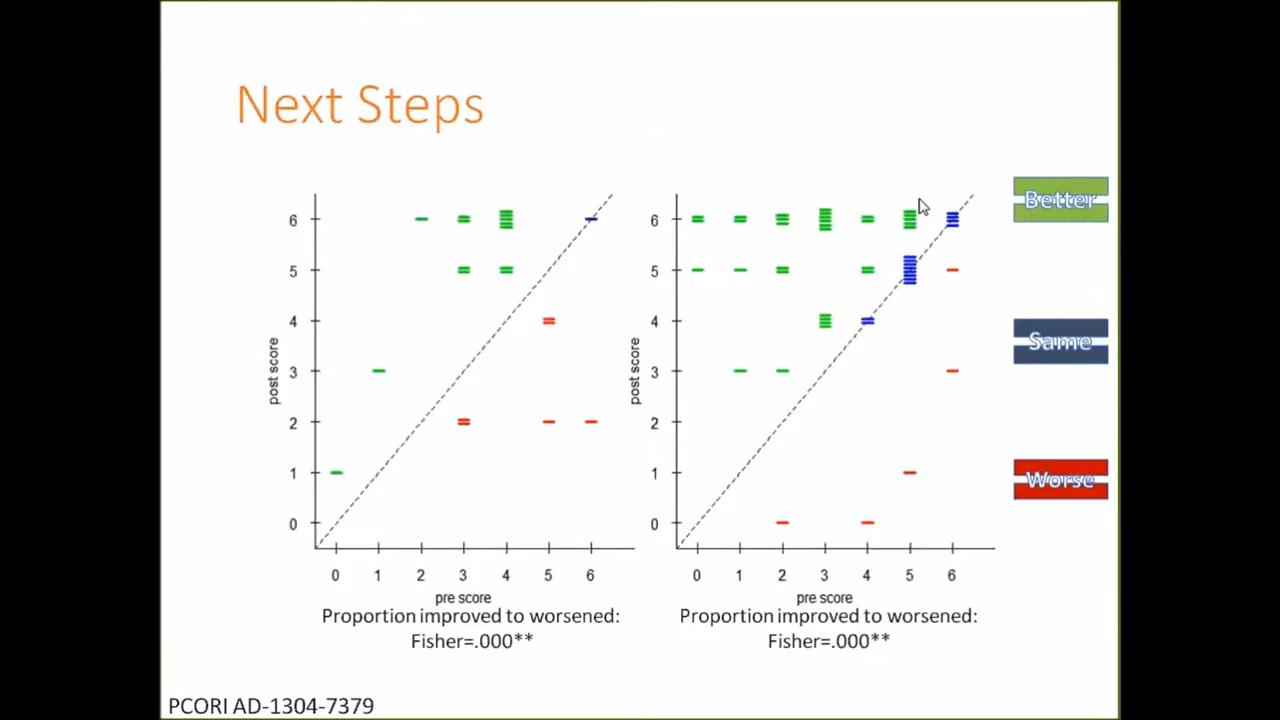 Next Steps
6
5
4
3
2
1
0
post score
0 1 2 3 4 5 6
pre score
Proportion improved to worsened:
Fisher=.000**
6
5
4
3
2
1
0
post score
0 1 2 3 4 5 6
pre score
Proportion improved to worsened:
Fisher=.000**
Better
Same
Worse
PCORI AD-1304-7379